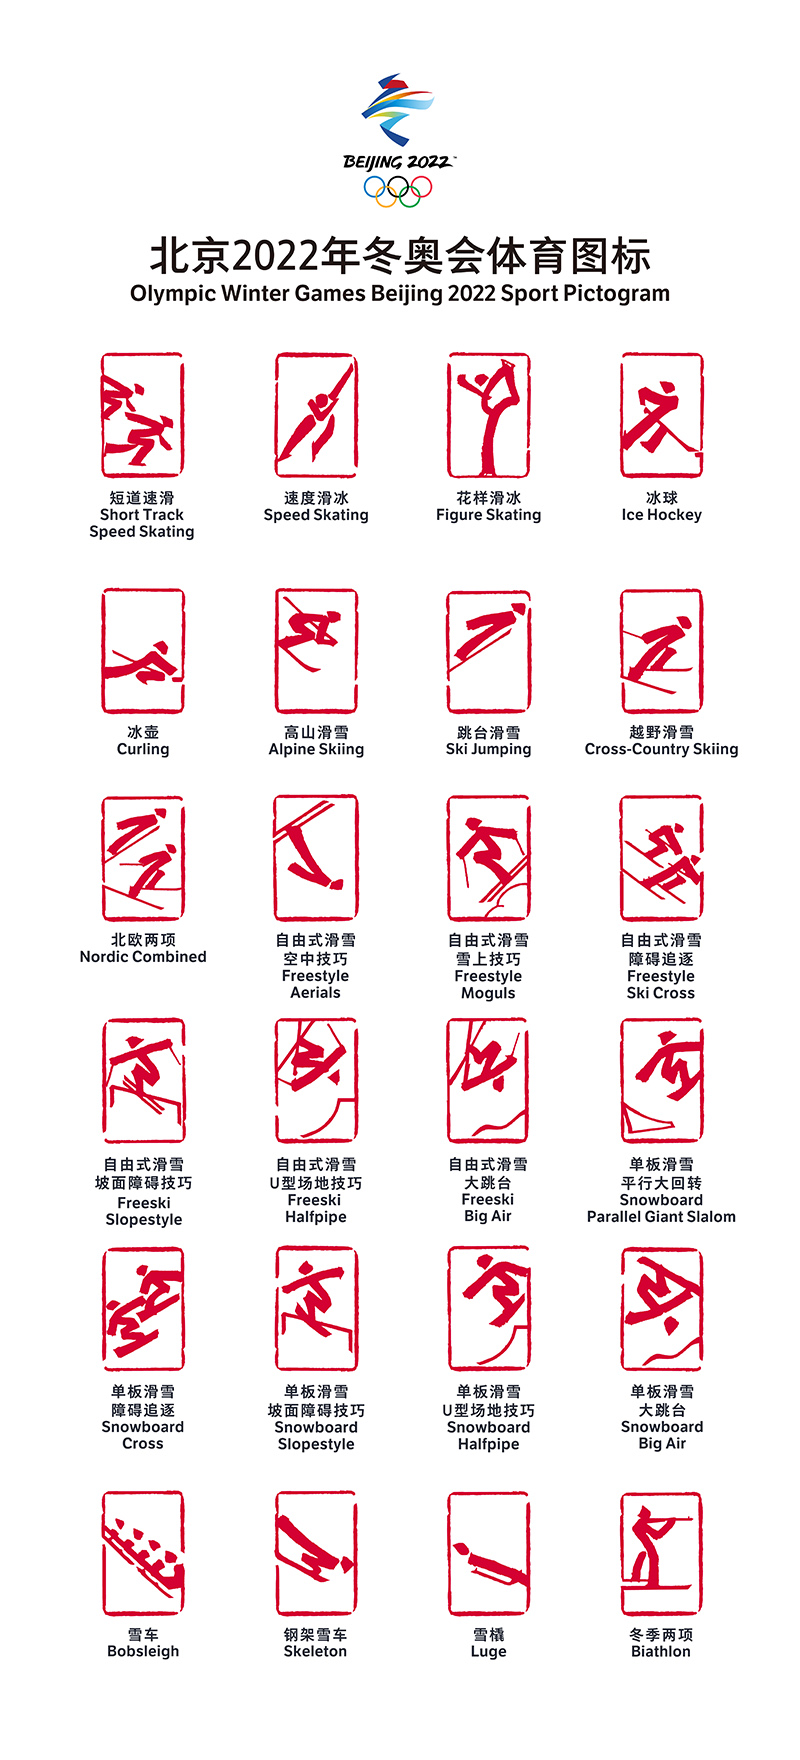 BEIJING 2022™
北京2022年冬奥会体育图标
Olympic Winter Games Beijing 2022 Sport Pictogram
短道速滑
Short Track
Speed Skating
速度滑冰
Speed Skating
花样滑冰
Figure Skating
冰球
Ice Hockey
冰壶
Curling
高山滑雪
Alpine Skiing
跳台滑雪
Ski Jumping
越野滑雪
Cross-Country Skiing
北欧两项
Nordic Combined
自由式滑雪
空中技巧
Freestyle
Aerials
自由式滑雪
雪上技巧
Freestyle
Moguls
自由式滑雪
障碍追逐
Freestyle
Ski Cross
自由式滑雪
坡面障碍技巧
Freeski
Slopestyle
自由式滑雪
U型场地技巧
Freeski
Halfpipe
自由式滑雪
大跳台
Freeski
Big Air
单板滑雪
平行大回转
Snowboard
Parallel Giant Slalom
单板滑雪
障碍追逐
Snowboard
Cross
单板滑雪
坡面障碍技巧
Snowboard
Slopestyle
单板滑雪
U型场地技巧
Snowboard
Halfpipe
单板滑雪
大跳台
Snowboard
Big Air
雪车
Bobsleigh
钢架雪车
Skeleton
雪橇
Luge
冬季两项
Biathlon